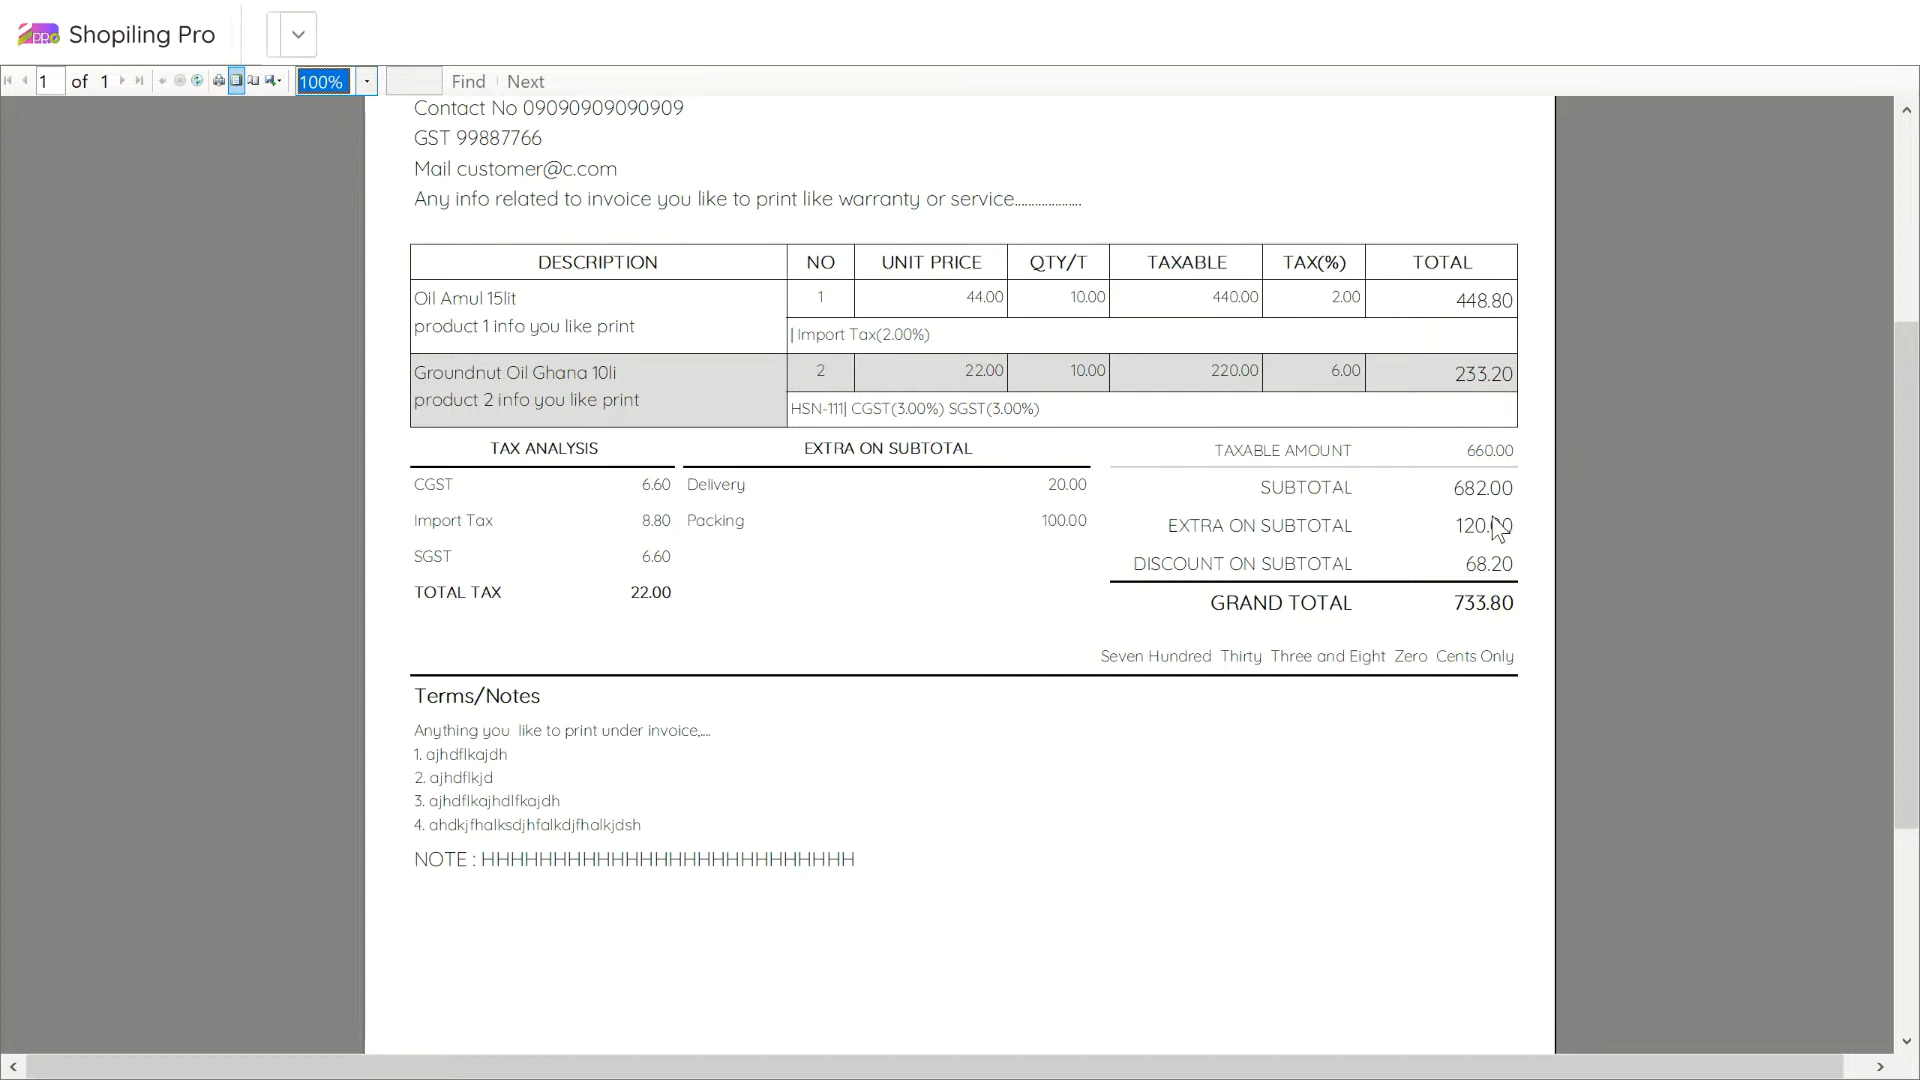 Shopiling Pro
1 of 1 100% Find Next
Contact No 09090909090909
GST 99887766
Mail customer@c.com
Any info related to invoice you like to print like warranty or service....................
DESCRIPTION NO UNIT PRICE QTY/T TAXABLE TAX(%) TOTAL
Oil Amul 15lit 1 44.00 10.00 440.00 2.00 448.80
product 1 info you like print | Import Tax(2.00%)
Groundnut Oil Ghana 10li 2 22.00 10.00 220.00 6.00 233.20
product 2 info you like print HSN-111| CGST(3.00%) SGST(3.00%)
TAX ANALYSIS EXTRA ON SUBTOTAL TAXABLE AMOUNT 660.00
CGST 6.60 Delivery 20.00 SUBTOTAL 682.00
Import Tax 8.80 Packing 100.00 EXTRA ON SUBTOTAL 120.00
SGST 6.60 DISCOUNT ON SUBTOTAL 68.20
TOTAL TAX 22.00 GRAND TOTAL 733.80
Seven Hundred Thirty Three and Eight Zero Cents Only
Terms/Notes
Anything you like to print under invoice,....
1. ajhdflkajdh
2. ajhdflkjd
3. ajhdflkajhdlfkajdh
4. ahdkjfhalksdjhfalkdjfhalkjdsh
NOTE : HHHHHHHHHHHHHHHHHHHHHHHHHH